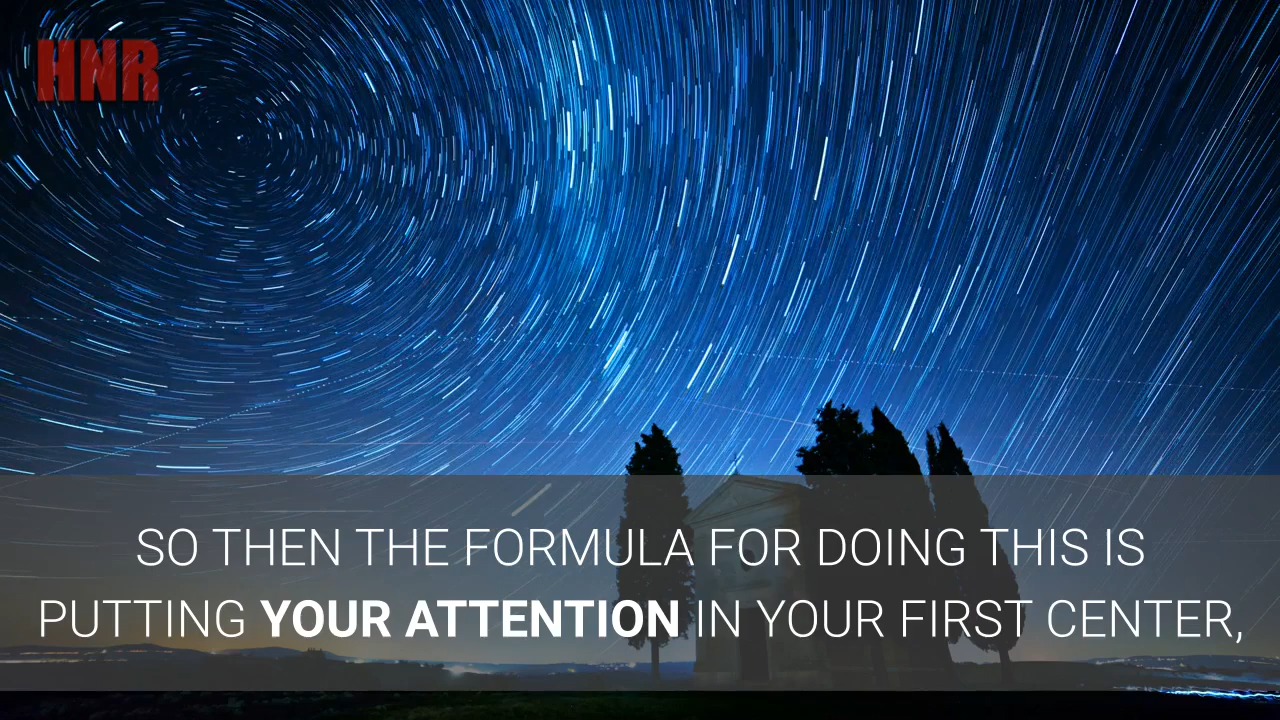 HNR
SO THEN THE FORMULA FOR DOING THIS IS
PUTTING YOUR ATTENTION IN YOUR FIRST CENTER,